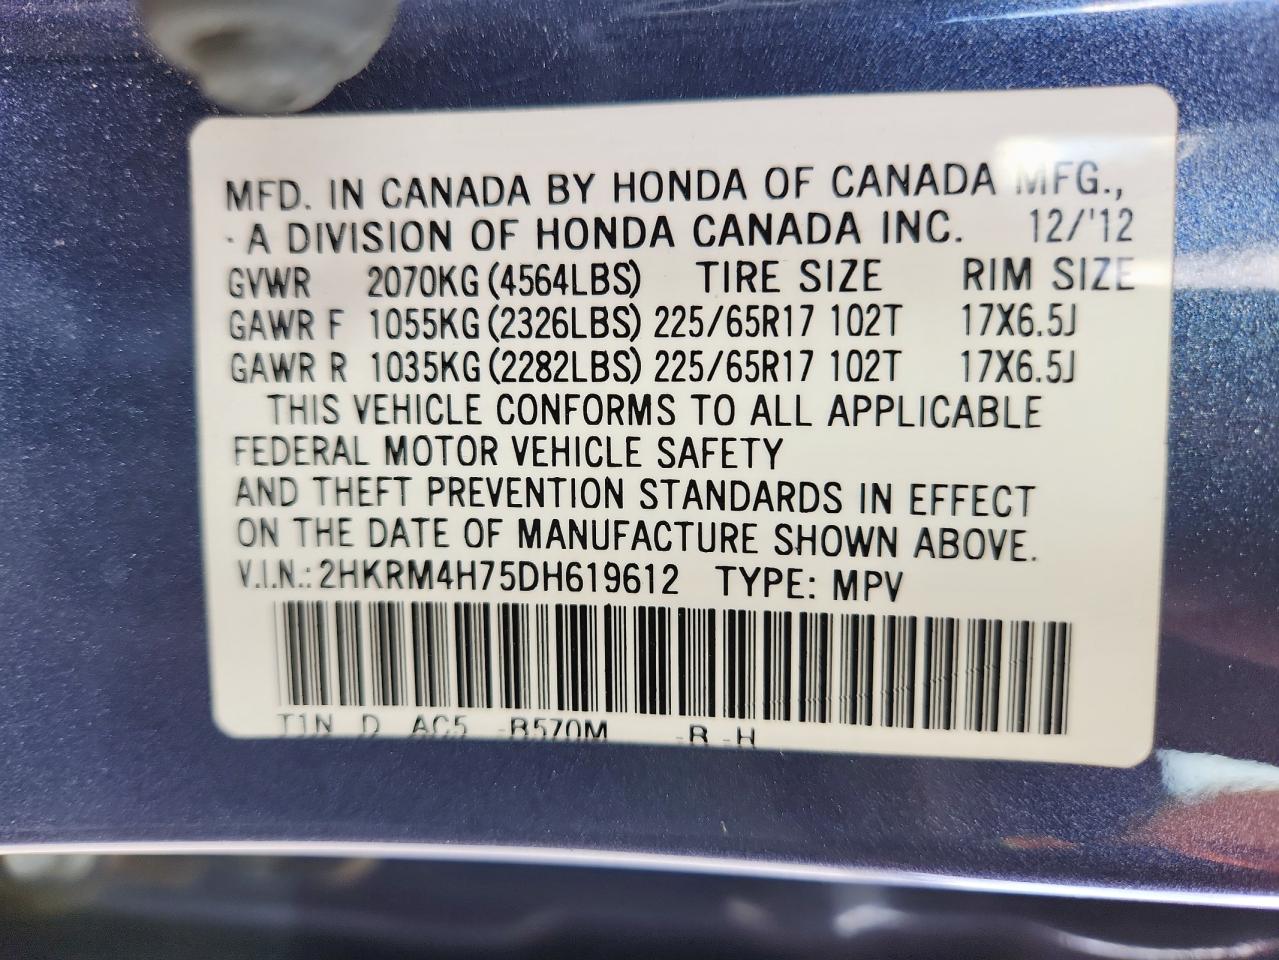 MFD. IN CANADA BY HONDA OF CANADA MFG.,
A DIVISION OF HONDA CANADA INC. 12/'12
GVWR 2070KG (4564LBS) TIRE SIZE RIM SIZE
GAWR F 1055KG (2326LBS) 225/65R17 102T 17X6.5J
GAWR R 1035KG (2282LBS) 225/65R17 102T 17X6.5J
THIS VEHICLE CONFORMS TO ALL APPLICABLE
FEDERAL MOTOR VEHICLE SAFETY
AND THEFT PREVENTION STANDARDS IN EFFECT
ON THE DATE OF MANUFACTURE SHOWN ABOVE.
V.I.N.: 2HKRM4H75DH619612 TYPE: MPV
T1N D AC5 -B570M -R -H